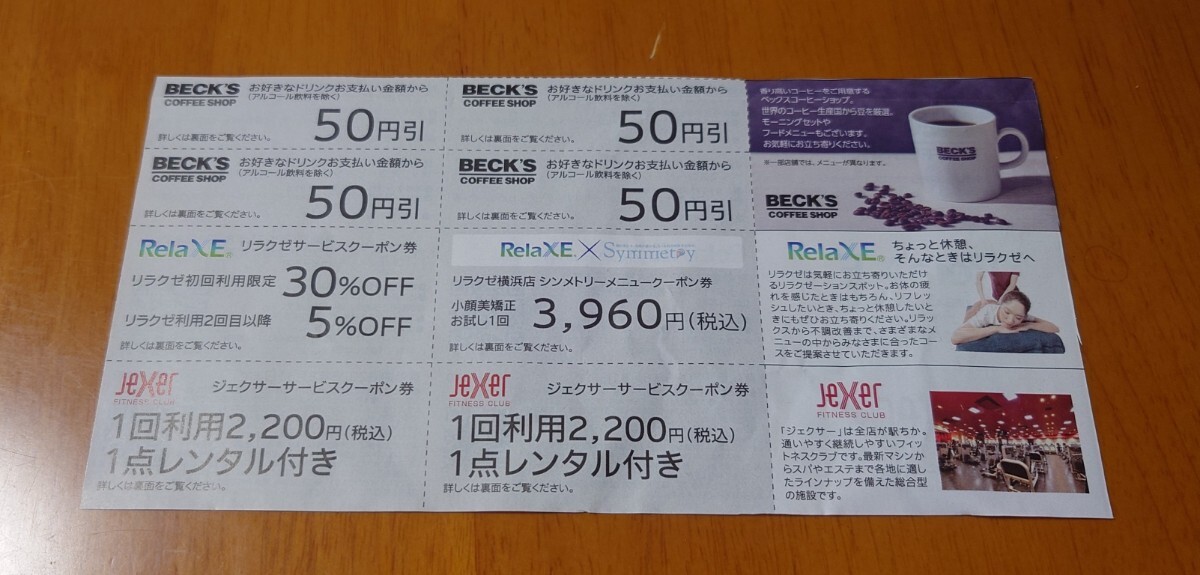 BECK'S
COFFEE SHOP
お好きなドリンクお支払い金額から
(アルコール飲料を除く)
50円引
詳しくは裏面をご覧ください。
BECK'S
COFFEE SHOP
お好きなドリンクお支払い金額から
(アルコール飲料を除く)
50円引
詳しくは裏面をご覧ください。
香り高いコーヒーをご用意する
ベックスコーヒーショップ。
世界のコーヒー生産国から豆を厳選。
モーニングセットや
フードメニューもございます。
お気軽にお立ち寄りください。
BECK'S
COFFEE SHOP
※一部店舗では、メニューが異なります。
BECK'S
COFFEE SHOP
BECK'S
COFFEE SHOP
お好きなドリンクお支払い金額から
(アルコール飲料を除く)
50円引
詳しくは裏面をご覧ください。
BECK'S
COFFEE SHOP
お好きなドリンクお支払い金額から
(アルコール飲料を除く)
50円引
詳しくは裏面をご覧ください。
RelaXE® リラクゼサービスクーポン券
リラクゼ初回利用限定 30%OFF
リラクゼ利用2回目以降 5%OFF
詳しくは裏面をご覧ください。
RelaXE® × Symmetry
リラクゼ横浜店 シンメトリーメニュークーポン券
小顔美矯正
お試し1回
3,960円(税込)
詳しくは裏面をご覧ください。
RelaXE®
ちょっと休憩、
そんなときはリラクゼへ
リラクゼは気軽にお立ち寄りいただけ
るリラクゼーションスポット。お体の疲
れを感じたときはもちろん、リフレッ
シュしたいとき、ちょっと休憩したいと
きにもぜひお立ち寄りください。リラッ
クスから不調改善まで、さまざまなメ
ニューの中からみなさまに合ったコー
スをご提案させていただきます。
JEXER
FITNESS CLUB
ジェクサーサービスクーポン券
1回利用2,200円(税込)
1点レンタル付き
詳しくは裏面をご覧ください。
JEXER
FITNESS CLUB
ジェクサーサービスクーポン券
1回利用2,200円(税込)
1点レンタル付き
詳しくは裏面をご覧ください。
JEXER
FITNESS CLUB
「ジェクサー」は全店が駅ちか。
通いやすく継続しやすいフィッ
トネスクラブです。最新マシンか
らスパやエステまで各地に適し
たラインナップを備えた総合型
の施設です。